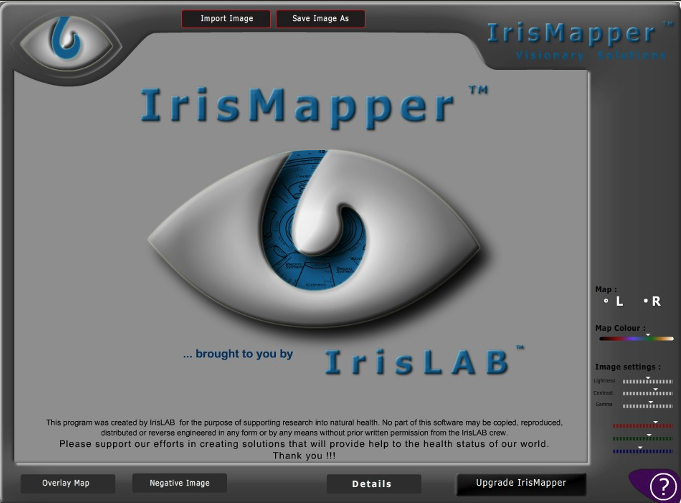 Import Image
Save Image As
IrisMapper ™
Visionary Solutions
IrisMapper ™
... brought to you by IrisLAB ™
This program was created by IrisLAB for the purpose of supporting research into natural health. No part of this software may be copied, reproduced,
distributed or reverse engineered in any form or by any means without prior written permission from the IrisLAB crew.
Please support our efforts in creating solutions that will provide help to the health status of our world.
Thank you !!!
Map :
L R
Map Colour :
Image settings :
Lightness
Contrast
Gamma
Overlay Map
Negative Image
Details
Upgrade IrisMapper
?